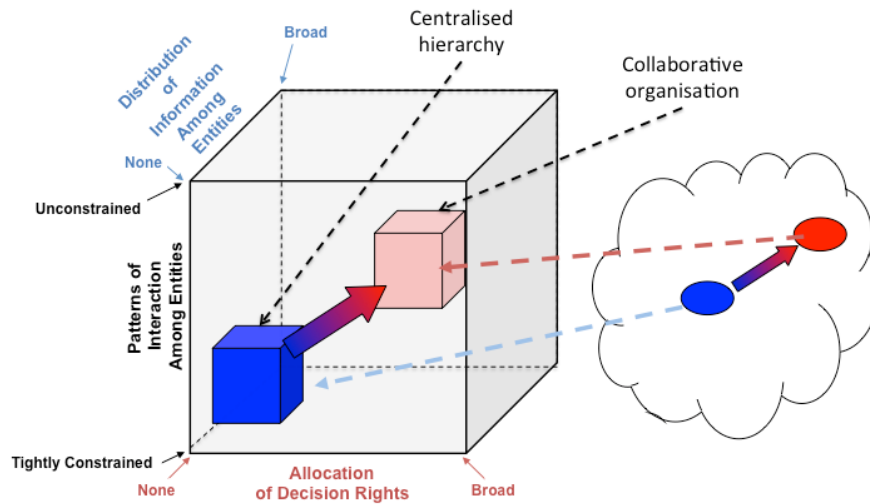 Centralised
hierarchy
Broad
Distribution
of
Information
Among
Entities
Collaborative
organisation
None
Unconstrained
Patterns of
Interaction
Among Entities
Tightly Constrained
None
Allocation
of Decision Rights
Broad